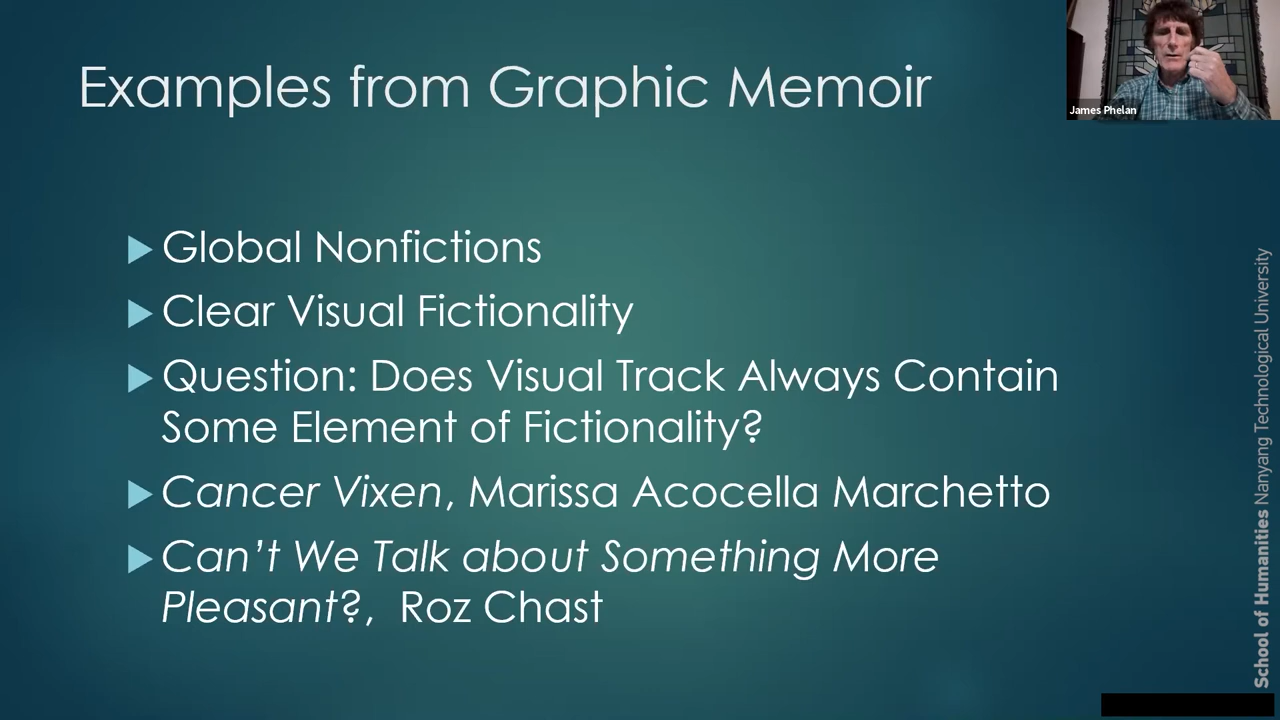 Examples from Graphic Memoir
James Phelan
Global Nonfictions
Clear Visual Fictionality
Question: Does Visual Track Always Contain
Some Element of Fictionality?
Cancer Vixen, Marissa Acocella Marchetto
Can’t We Talk about Something More
Pleasant?, Roz Chast
School of Humanities Nanyang Technological University